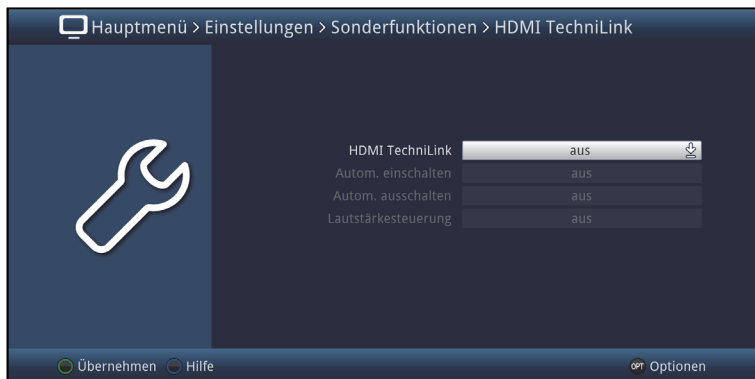 Hauptmenü > Einstellungen > Sonderfunktionen > HDMI TechniLink
HDMI TechniLink aus
Autom. einschalten aus
Autom. ausschalten aus
Lautstärkesteuerung aus
Übernehmen Hilfe OPT Optionen